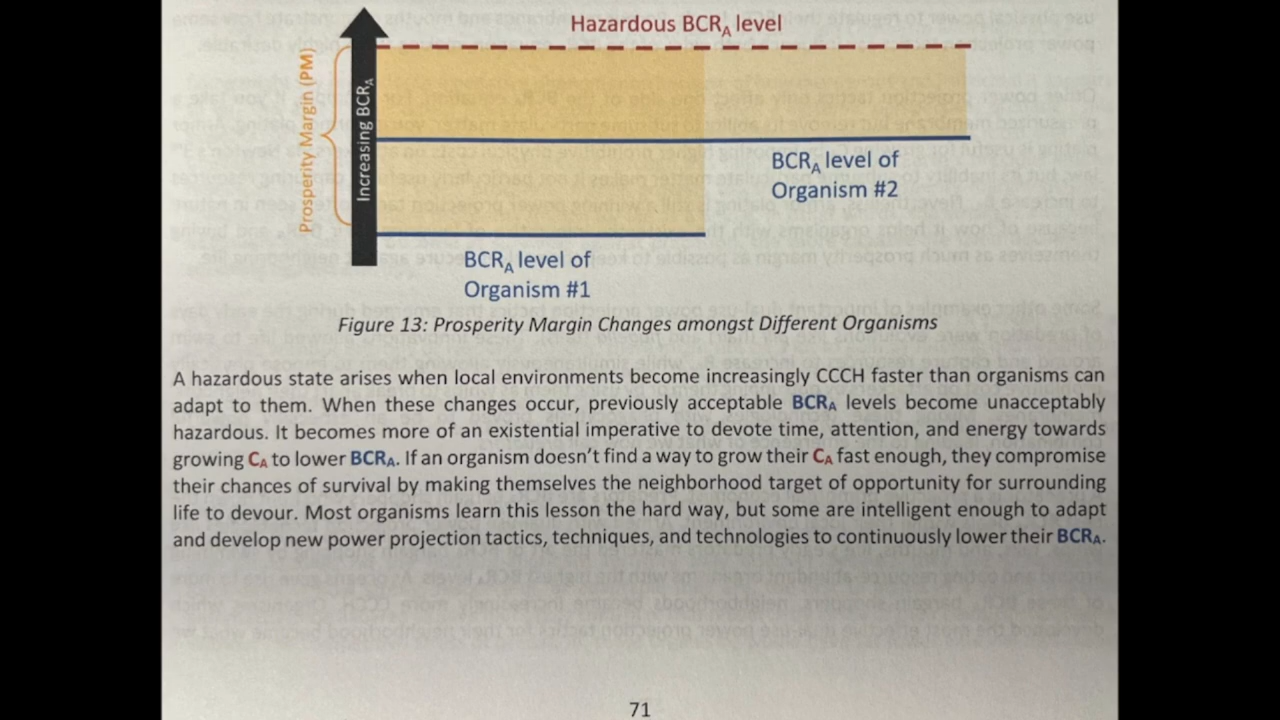 Hazardous BCRA level
Prosperity Margin (PM)
Increasing BCRA
BCRA level of
Organism #2
BCRA level of
Organism #1
Figure 13: Prosperity Margin Changes amongst Different Organisms
A hazardous state arises when local environments become increasingly CCCH faster than organisms can
adapt to them. When these changes occur, previously acceptable BCRA levels become unacceptably
hazardous. It becomes more of an existential imperative to devote time, attention, and energy towards
growing CA to lower BCRA. If an organism doesn't find a way to grow their CA fast enough, they compromise
their chances of survival by making themselves the neighborhood target of opportunity for surrounding
life to devour. Most organisms learn this lesson the hard way, but some are intelligent enough to adapt
and develop new power projection tactics, techniques, and technologies to continuously lower their BCRA.
71